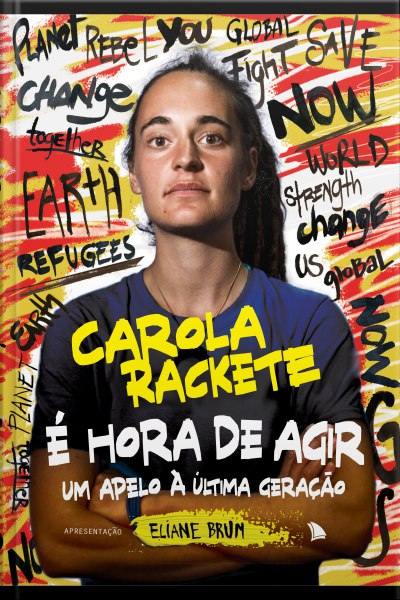 PLANET
REBEL
YOU
GLOBAL
FIGHT
SAVE
CHANGE
NOW
together
WORLD
EARTH
STRENGTH
change
REFUGEES
US
global
EARTH
PLANET
together
NOW
NO
CAROLA
RACKETE
É HORA DE AGIR
UM APELO À ÚLTIMA GERAÇÃO
APRESENTAÇÃO
ELIANE BRUM